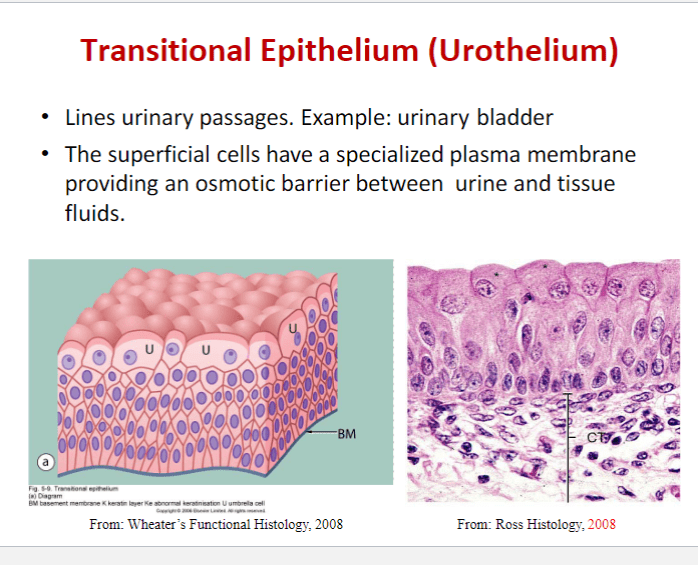 Transitional Epithelium (Urothelium)
• Lines urinary passages. Example: urinary bladder
• The superficial cells have a specialized plasma membrane
providing an osmotic barrier between urine and tissue
fluids.
U
U
U
BM
a
CT
Fig. 5-9. Transitional epithelium
(a) Diagram
BM basement membrane K keratin layer Ke abnormal keratinisation U umbrella cell
Copyright © 2006 Elsevier Limited. All rights reserved.
From: Wheater's Functional Histology, 2008
From: Ross Histology, 2008